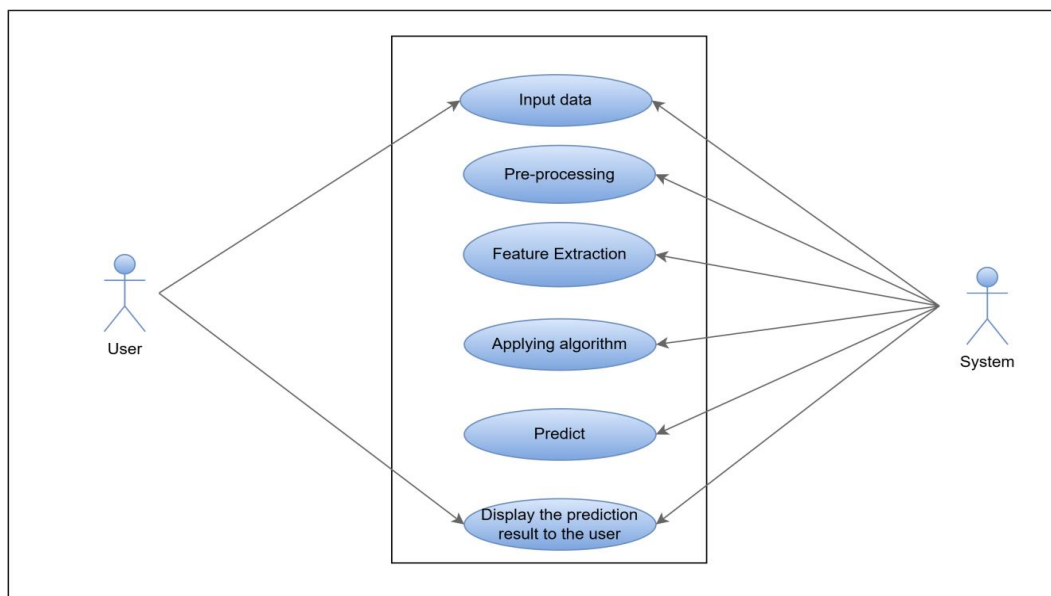 Input data
Pre-processing
Feature Extraction
Applying algorithm
Predict
Display the prediction
result to the user
User
System